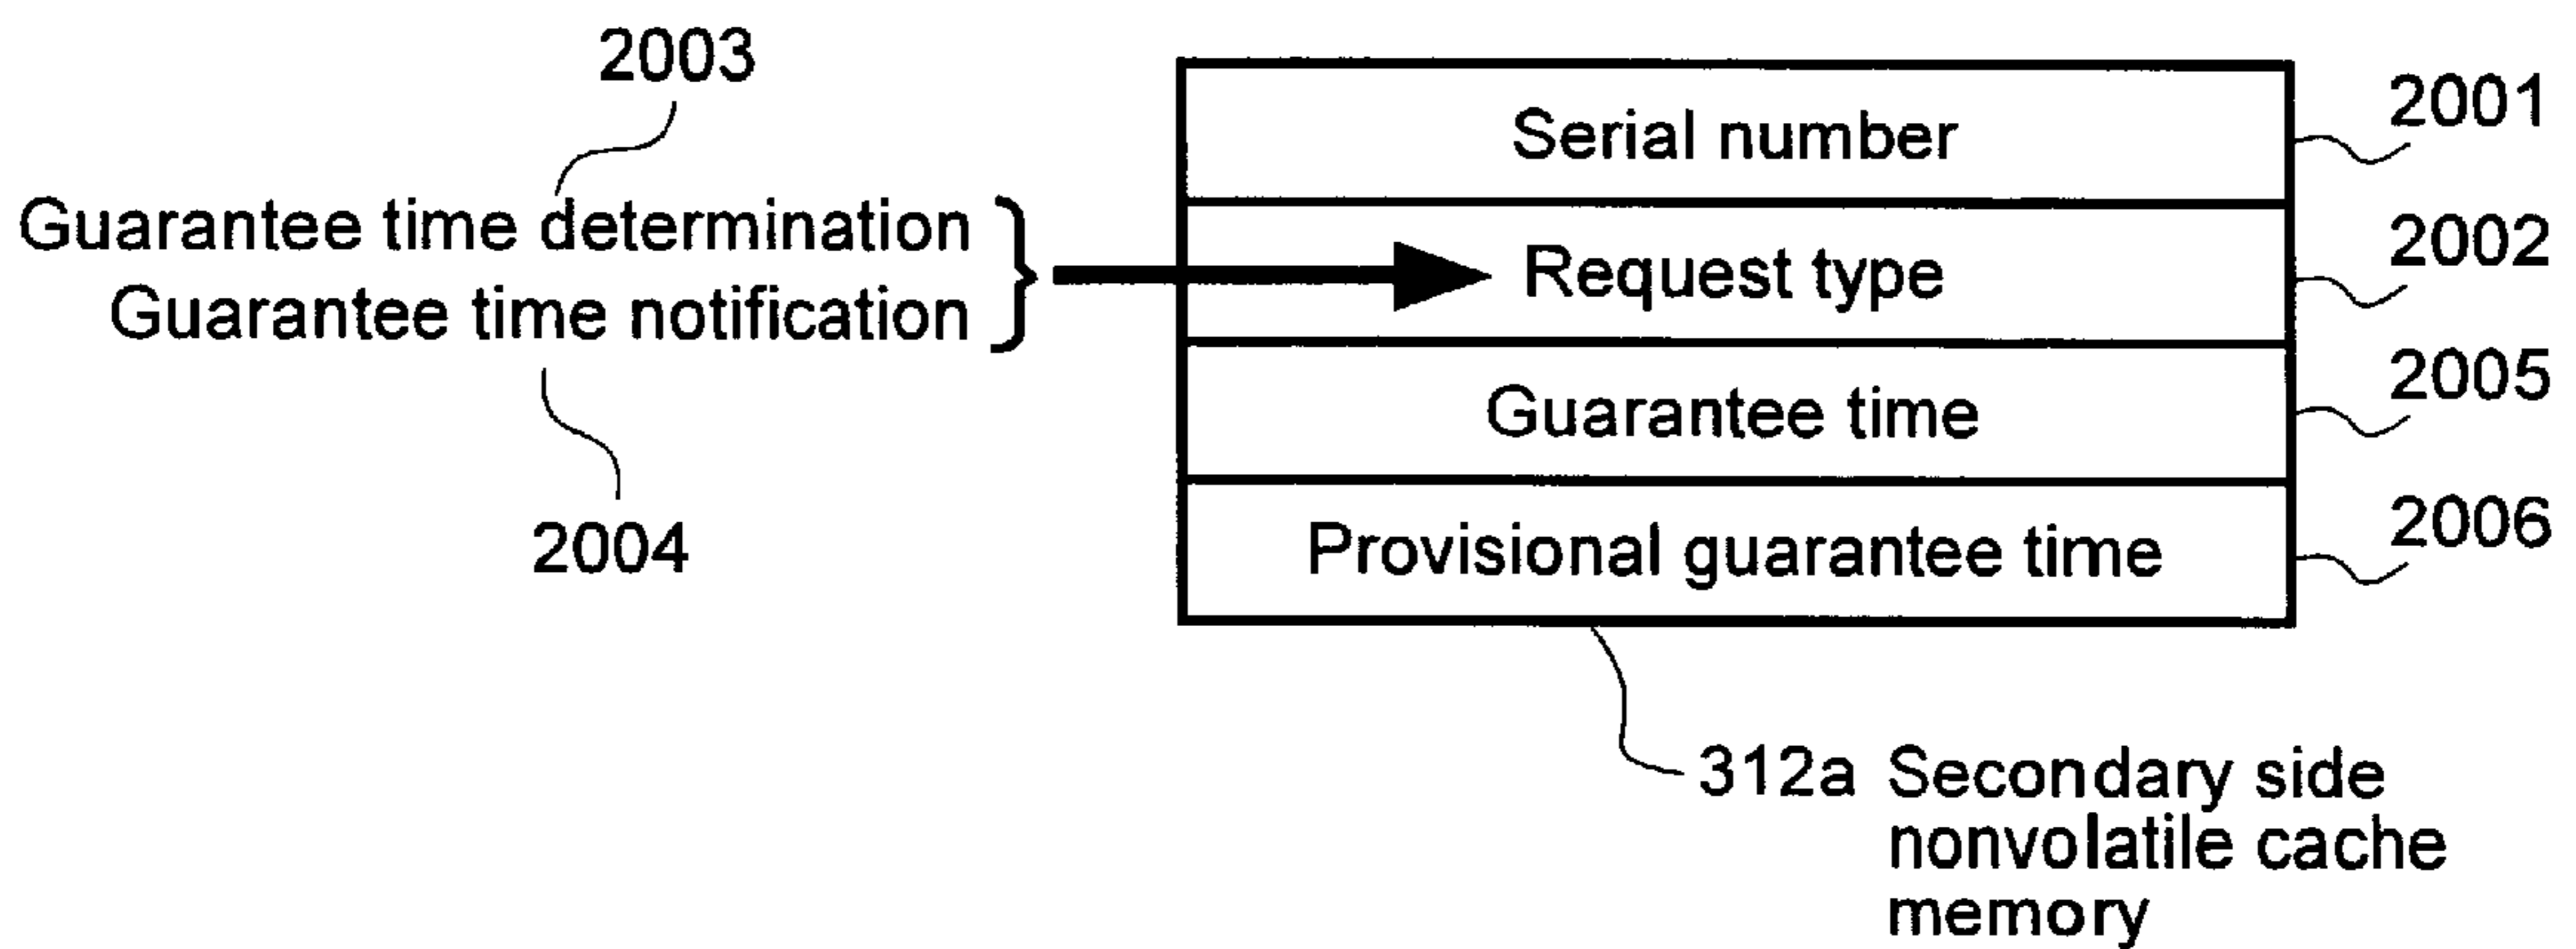 2003
Guarantee time determination
Guarantee time notification
2004
Serial number
2001
Request type
2002
Guarantee time
2005
Provisional guarantee time
2006
312a Secondary side
nonvolatile cache
memory